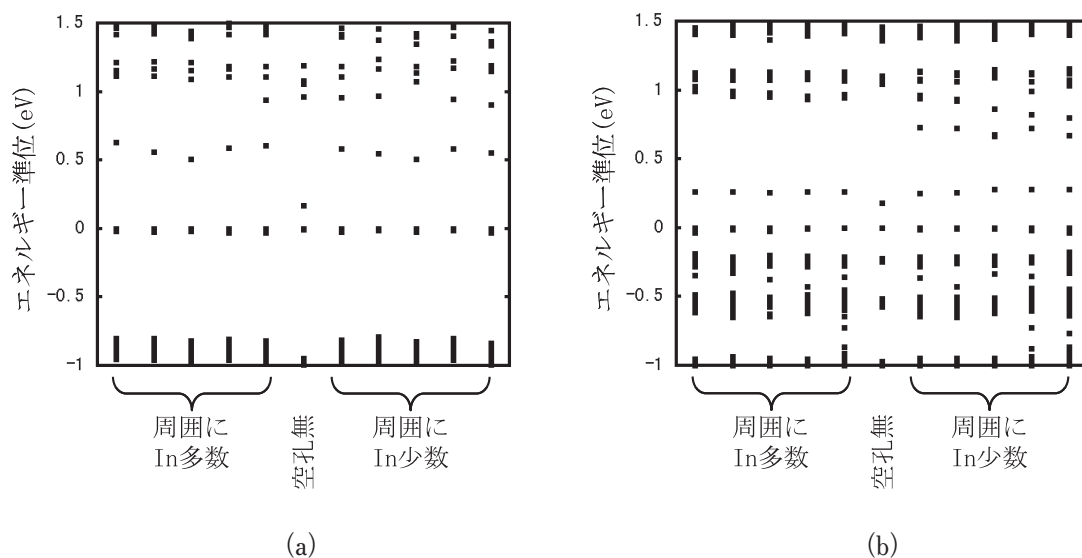 エネルギー準位(eV)
1.5
1
0.5
0
-0.5
-1
周囲に
In多数
空孔無
周囲に
In少数
(a)
エネルギー準位(eV)
1.5
1
0.5
0
-0.5
-1
周囲に
In多数
空孔無
周囲に
In少数
(b)